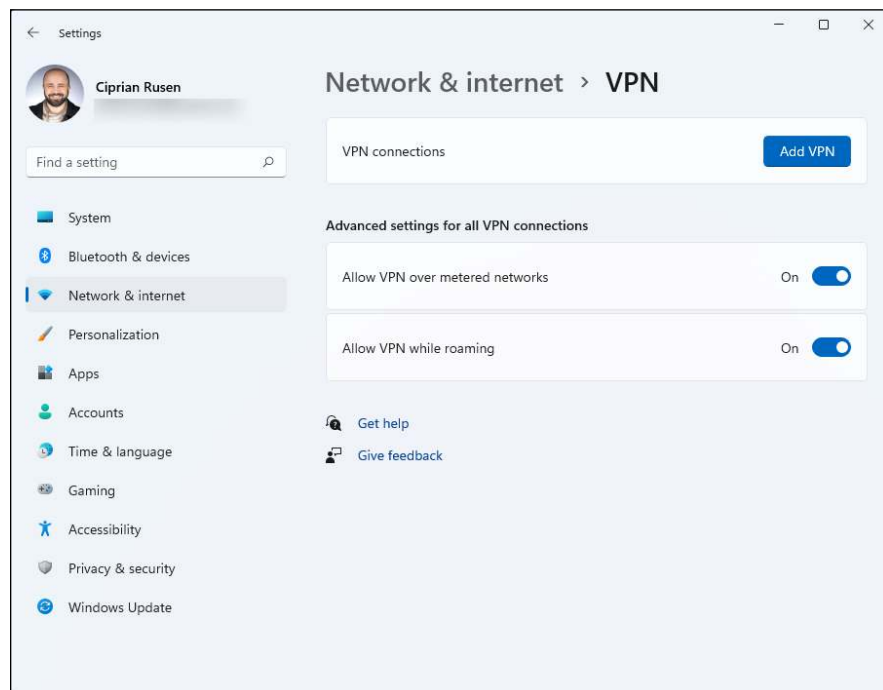 Settings
Ciprian Rusen
Find a setting
System
Bluetooth & devices
Network & internet
Personalization
Apps
Accounts
Time & language
Gaming
Accessibility
Privacy & security
Windows Update
Network & internet > VPN
VPN connections
Add VPN
Advanced settings for all VPN connections
Allow VPN over metered networks
On
Allow VPN while roaming
On
Get help
Give feedback